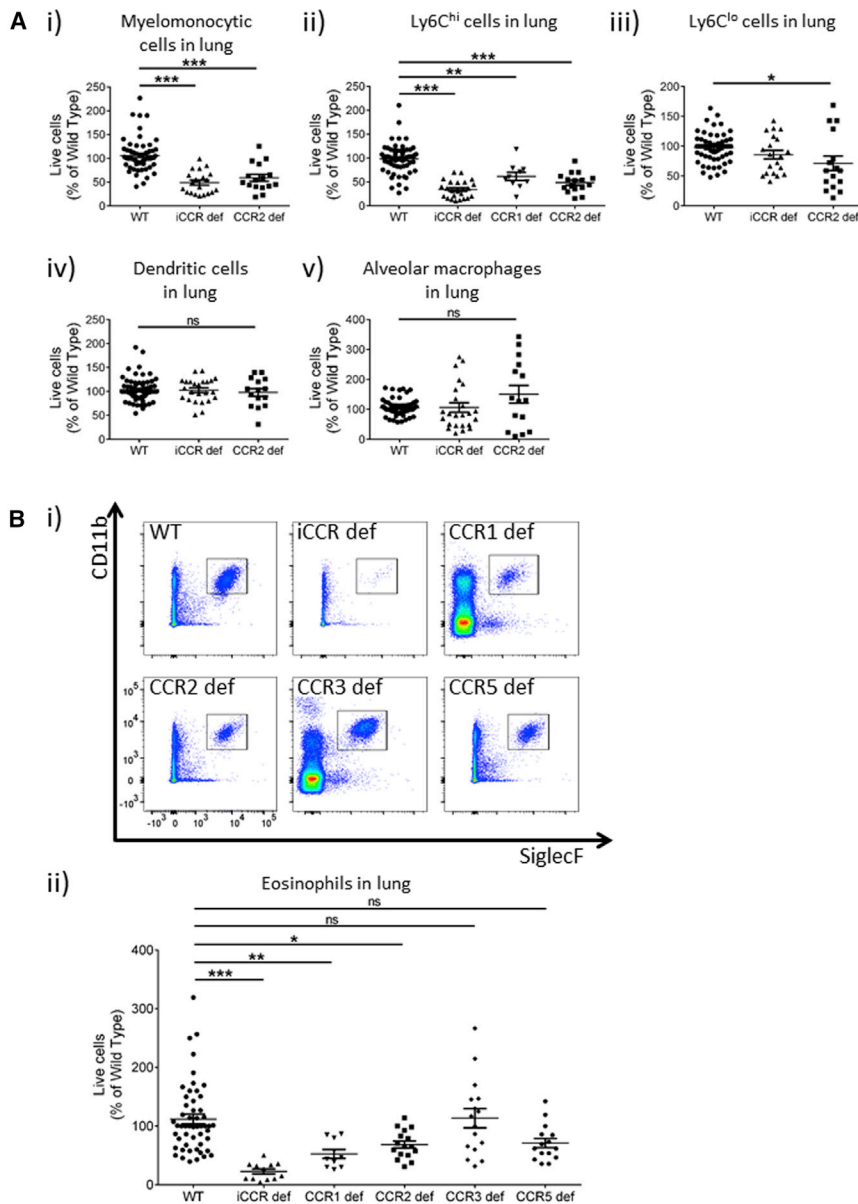 A
i)
Myelomonocytic
cells in lung
***
***
Live cells
(% of Wild Type)
250
200
150
100
50
0
WT iCCR def CCR2 def
ii)
Ly6Chi cells in lung
***
**
***
Live cells
(% of Wild Type)
250
200
150
100
50
0
WT iCCR def CCR1 def CCR2 def
iii)
Ly6Clo cells in lung
*
Live cells
(% of Wild Type)
200
150
100
50
0
WT iCCR def CCR2 def
iv)
Dendritic cells
in lung
ns
Live cells
(% of Wild Type)
250
200
150
100
50
0
WT iCCR def CCR2 def
v)
Alveolar macrophages
in lung
ns
Live cells
(% of Wild Type)
400
300
200
100
0
WT iCCR def CCR2 def
B
i)
CD11b
WT
iCCR def
CCR1 def
CCR2 def
CCR3 def
CCR5 def
10^5
10^4
10^3
0
-10^3
-10^3 0 10^3 10^4 10^5
SiglecF
ii)
Eosinophils in lung
ns
ns
*
**
***
Live cells
(% of Wild Type)
400
300
200
100
0
WT iCCR def CCR1 def CCR2 def CCR3 def CCR5 def